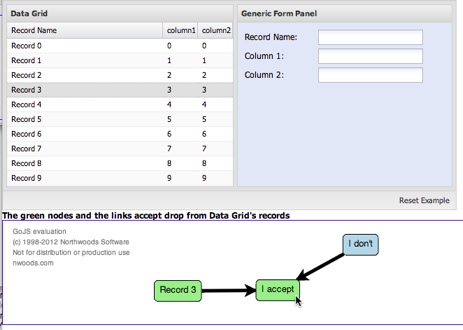 Data Grid
Generic Form Panel
Record Name column1 column2
Record 0 0 0
Record 1 1 1
Record 2 2 2
Record 3 3 3
Record 4 4 4
Record 5 5 5
Record 6 6 6
Record 7 7 7
Record 8 8 8
Record 9 9 9
Record Name:
Column 1:
Column 2:
Reset Example
The green nodes and the links accept drop from Data Grid's records
GoJS evaluation
(c) 1998-2012 Northwoods Software
Not for distribution or production use
nwoods.com
I don't
Record 3
I accept